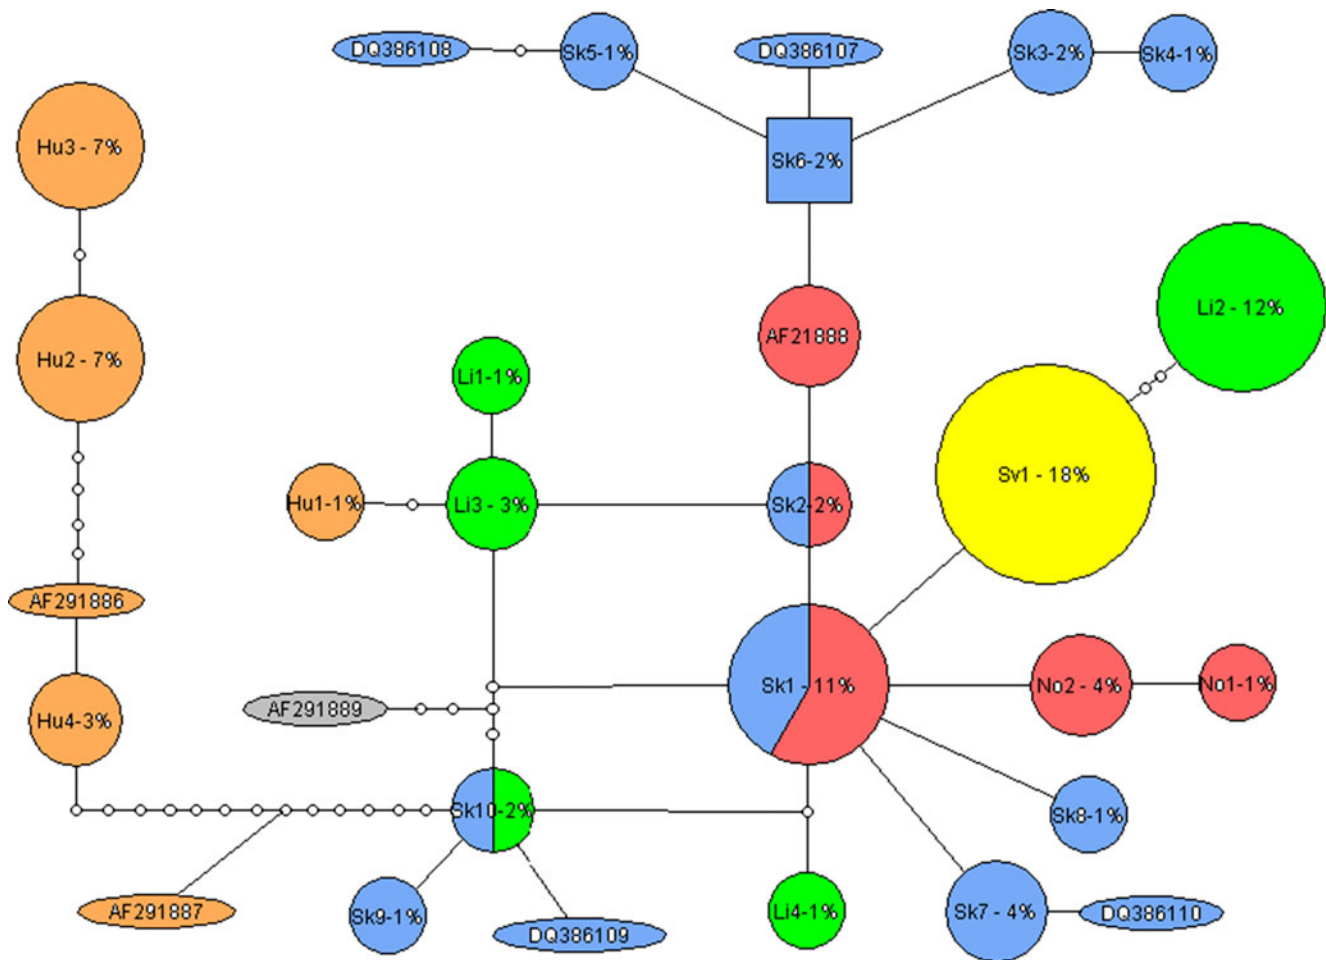 DQ386108
Sk5-1%
DQ386107
Sk3-2%
Sk4-1%
Hu3 - 7%
Sk6-2%
Li2 - 12%
AF21888
Hu2 - 7%
Li1-1%
Sv1 - 18%
Hu1-1%
Li3 - 3%
Sk2-2%
AF291886
Sk1 - 11%
No2 - 4%
No1-1%
AF291889
Hu4-3%
Sk10-2%
Sk8-1%
AF291887
Sk9-1%
DQ386109
Li4-1%
Sk7 - 4%
DQ386110